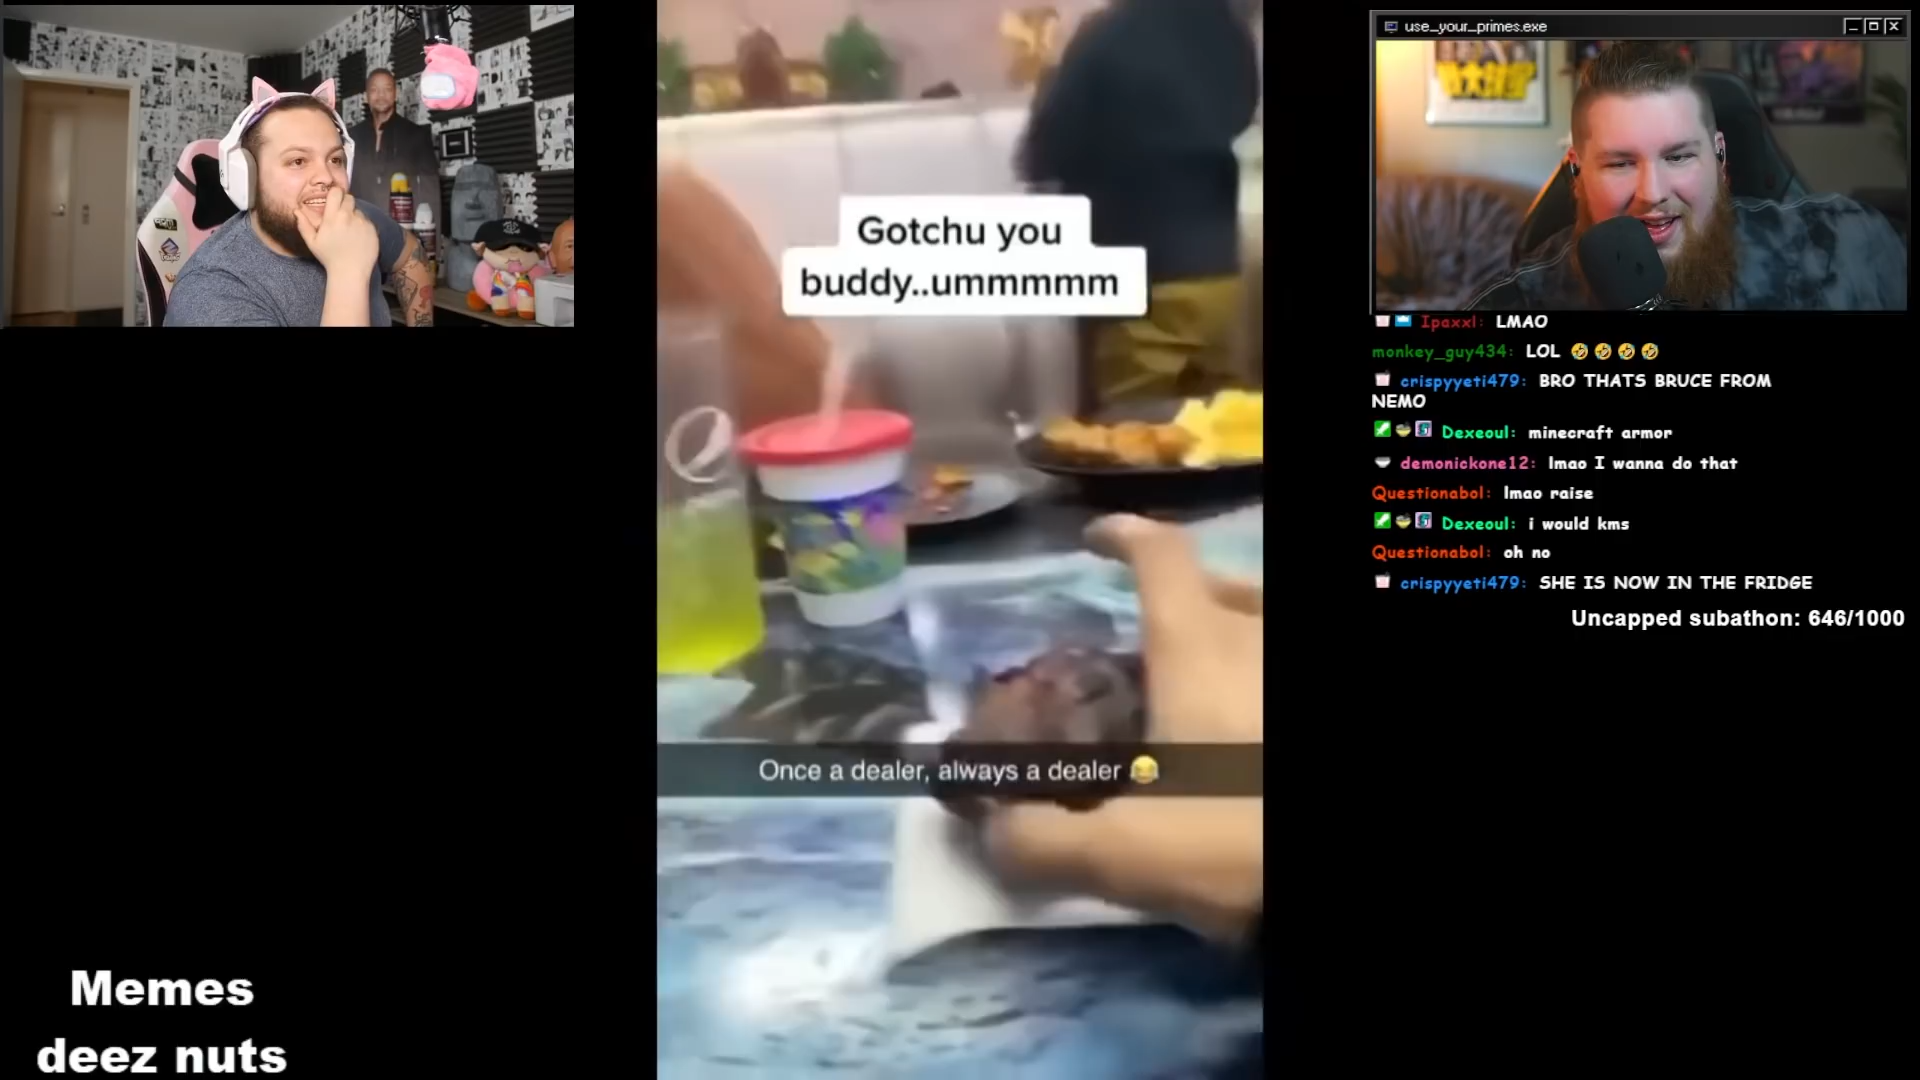 use_your_primes.exe
Gotchu you
buddy..ummmmm
Once a dealer, always a dealer 😂
Ipaxxl: LMAO
monkey_guy434: LOL 🤣🤣🤣🤣
crispyyeti479: BRO THATS BRUCE FROM
NEMO
Dexeoul: minecraft armor
demonickone12: lmao I wanna do that
Questionabol: lmao raise
Dexeoul: i would kms
Questionabol: oh no
crispyyeti479: SHE IS NOW IN THE FRIDGE
Uncapped subathon: 646/1000
Memes
deez nuts